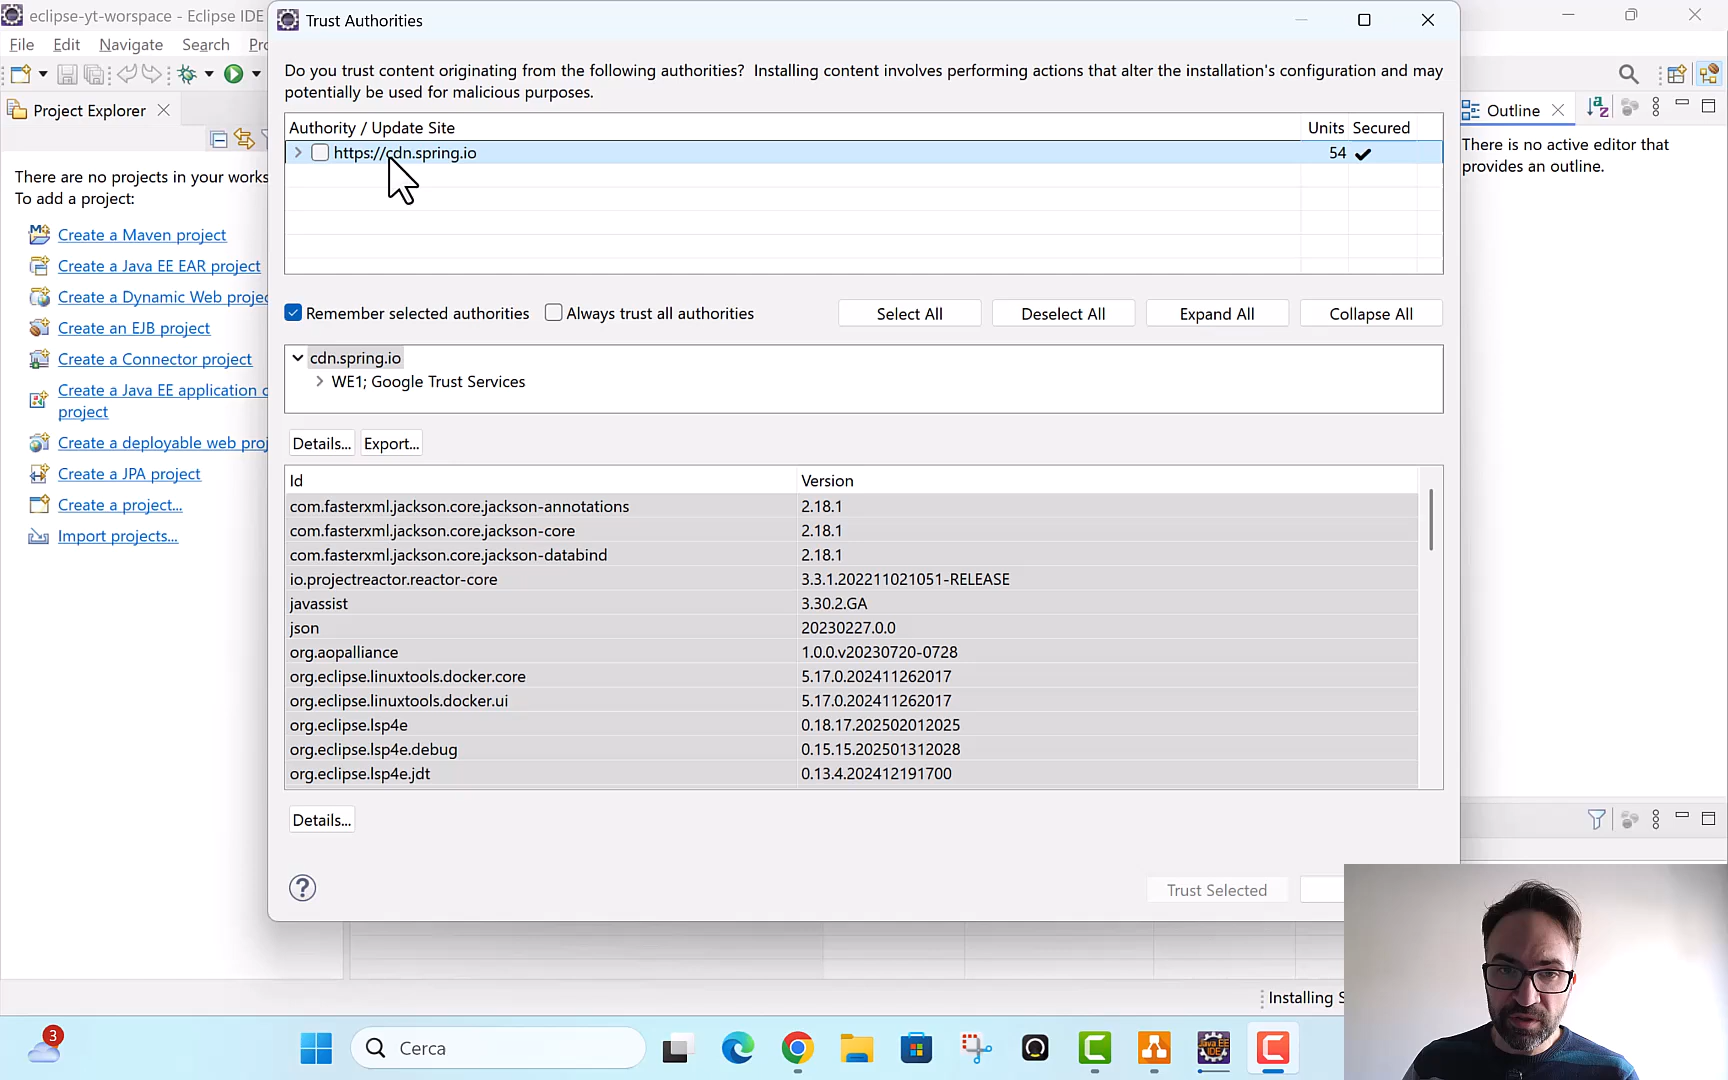 eclipse-yt-worspace - Eclipse IDE
File Edit Navigate Search
Project Explorer
There are no projects in your works
To add a project:
Create a Maven project
Create a Java EE EAR project
Create a Dynamic Web projec
Create an EJB project
Create a Connector project
Create a Java EE application c
project
Create a deployable web proj
Create a JPA project
Create a project...
Import projects...
Trust Authorities
Do you trust content originating from the following authorities? Installing content involves performing actions that alter the installation's configuration and may
potentially be used for malicious purposes.
Authority / Update Site Units Secured
https://cdn.spring.io 54
Remember selected authorities Always trust all authorities Select All Deselect All Expand All Collapse All
cdn.spring.io
WE1; Google Trust Services
Details... Export...
Id Version
com.fasterxml.jackson.core.jackson-annotations 2.18.1
com.fasterxml.jackson.core.jackson-core 2.18.1
com.fasterxml.jackson.core.jackson-databind 2.18.1
io.projectreactor.reactor-core 3.3.1.202211021051-RELEASE
javassist 3.30.2.GA
json 20230227.0.0
org.aopalliance 1.0.0.v20230720-0728
org.eclipse.linuxtools.docker.core 5.17.0.202411262017
org.eclipse.linuxtools.docker.ui 5.17.0.202411262017
org.eclipse.lsp4e 0.18.17.202502012025
org.eclipse.lsp4e.debug 0.15.15.202501312028
org.eclipse.lsp4e.jdt 0.13.4.202412191700
Details...
Trust Selected
Outline
There is no active editor that
provides an outline.
Installing S
3
Cerca
Java EE
IDE